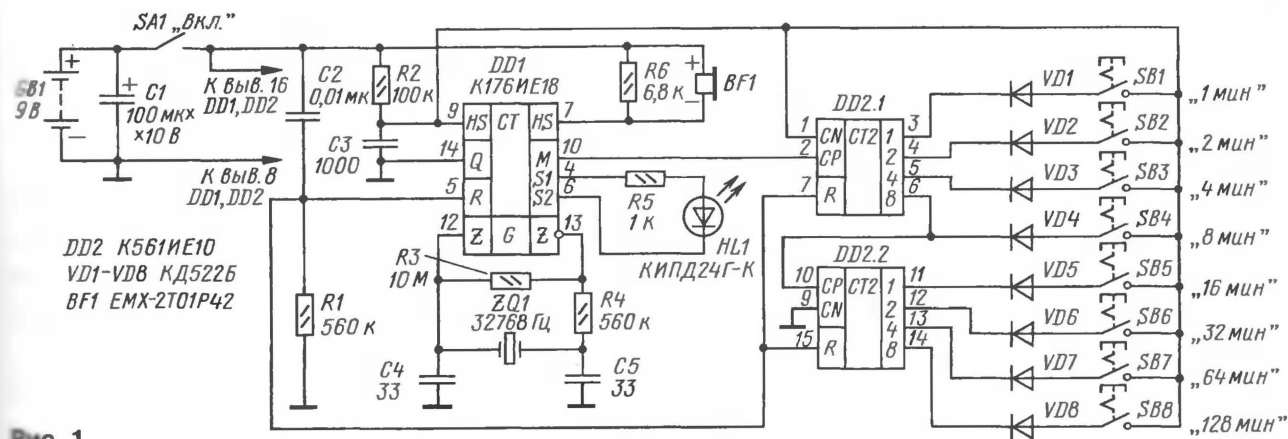 SA1 „Вкл."
GB1
9В
C1
100 мк×
×10 В
К выв. 16
DD1, DD2
К выв. 8
DD1, DD2
C2
0,01 мк
R2
100 к
C3
1000
DD1
К176ИЕ18
9
HS
CT
HS
7
14
Q
M
10
S1
4
5
R
S2
6
12
Z
G
Z
13
R6
6,8 к
+
BF1
–
R5
1 к
HL1
КИПД24Г-К
R3
10 М
ZQ1
32768 Гц
R4
560 к
R1
560 к
C4
33
C5
33
DD2 К561ИЕ10
VD1-VD8 КД522Б
BF1 EMX-2T01P42
DD2.1
1
CN
CT2
1
3
2
CP
2
4
4
5
7
R
8
6
DD2.2
10
CP
CT2
1
11
9
CN
2
12
4
13
15
R
8
14
VD1
SB1
„1 мин"
VD2
SB2
„2 мин"
VD3
SB3
„4 мин"
VD4
SB4
„8 мин"
VD5
SB5
„16 мин"
VD6
SB6
„32 мин"
VD7
SB7
„64 мин"
VD8
SB8
„128 мин"
Рис. 1